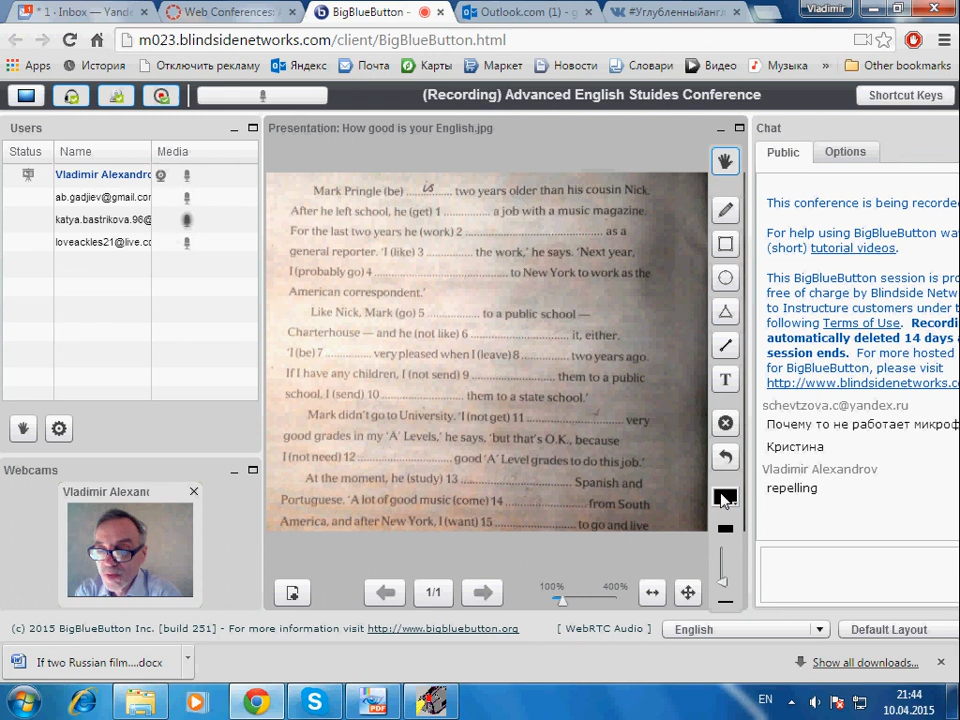 * 1 · Inbox — Yande
Web Conferences: A
BigBlueButton -
Outlook.com (1) - g
#Углубленныйангл
Vladimir
m023.blindsidenetworks.com/client/BigBlueButton.html
Apps
История
Отключить рекламу
Яндекс
Почта
Карты
Маркет
Новости
Словари
Видео
Музыка
»
Other bookmarks
(Recording) Advanced English Stuides Conference
Shortcut Keys
Users
Status
Name
Media
Vladimir Alexandro
ab.gadjiev@gmail.cor
katya.bastrikova.96@
loveackles21@live.cc
Webcams
Vladimir Alexanc
Presentation: How good is your English.jpg
Mark Pringle (be) ....is.... two years older than his cousin Nick.
After he left school, he (get) 1 .............. a job with a music magazine.
For the last two years he (work) 2 ........................................ as a
general reporter. 'I (like) 3 ............... the work,' he says. 'Next year,
I (probably go) 4 ........................................ to New York to work as the
American correspondent.'
Like Nick, Mark (go) 5 ................ to a public school —
Charterhouse — and he (not like) 6 ............................. it, either.
'I (be) 7 .............. very pleased when I (leave) 8 ............... two years ago.
If I have any children, I (not send) 9 ......................... them to a public
school, I (send) 10 ........................ them to a state school.'
Mark didn't go to University. 'I (not get) 11 ................................ very
good grades in my 'A' Levels,' he says, 'but that's O.K., because
I (not need) 12 ............................ good 'A' Level grades to do this job.'
At the moment, he (study) 13 ................................. Spanish and
Portuguese. 'A lot of good music (come) 14 ........................ from South
America, and after New York, I (want) 15 ....................... to go and live
T
1/1
100%
400%
Chat
Public
Options
This conference is being recorde
For help using BigBlueButton wa
(short) tutorial videos.
This BigBlueButton session is pro
free of charge by Blindside Netw
to Instructure customers under t
following Terms of Use. Recordi
automatically deleted 14 days a
session ends. For more hosted
for BigBlueButton, please visit
http://www.blindsidenetworks.c
schevtzova.c@yandex.ru
Почему то не работает микроф
Кристина
Vladimir Alexandrov
repelling
(c) 2015 BigBlueButton Inc. [build 251] - For more information visit http://www.bigbluebutton.org
[ WebRTC Audio ]
English
Default Layout
If two Russian film....docx
Show all downloads...
EN
21:44
10.04.2015